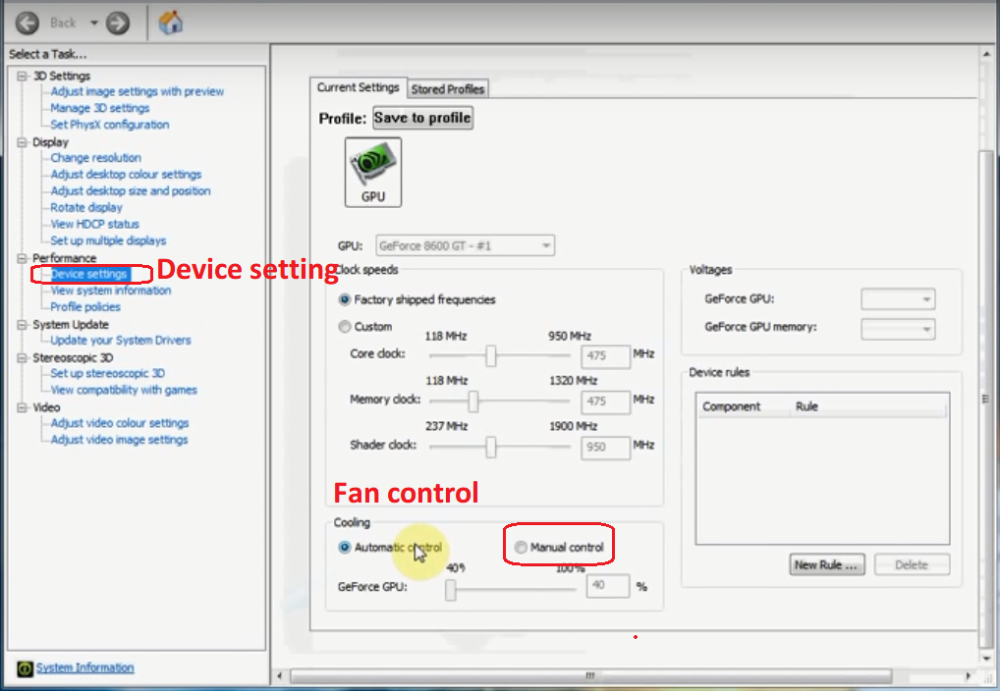 Back
Select a Task...
3D Settings
Adjust image settings with preview
Manage 3D settings
Set PhysX configuration
Display
Change resolution
Adjust desktop colour settings
Adjust desktop size and position
Rotate display
View HDCP status
Set up multiple displays
Performance
Device settings
View system information
Profile policies
System Update
Update your System Drivers
Stereoscopic 3D
Set up stereoscopic 3D
View compatibility with games
Video
Adjust video colour settings
Adjust video image settings
System Information
Device setting
Current Settings Stored Profiles
Profile: Save to profile
GPU
GPU: GeForce 8600 GT - #1
Clock speeds
Factory shipped frequencies
Custom
118 MHz 950 MHz
Core clock: 475 MHz
118 MHz 1320 MHz
Memory clock: 475 MHz
237 MHz 1900 MHz
Shader clock: 950 MHz
Fan control
Cooling
Automatic control Manual control
40% 100%
GeForce GPU: 40 %
Voltages
GeForce GPU:
GeForce GPU memory:
Device rules
Component Rule
New Rule ... Delete